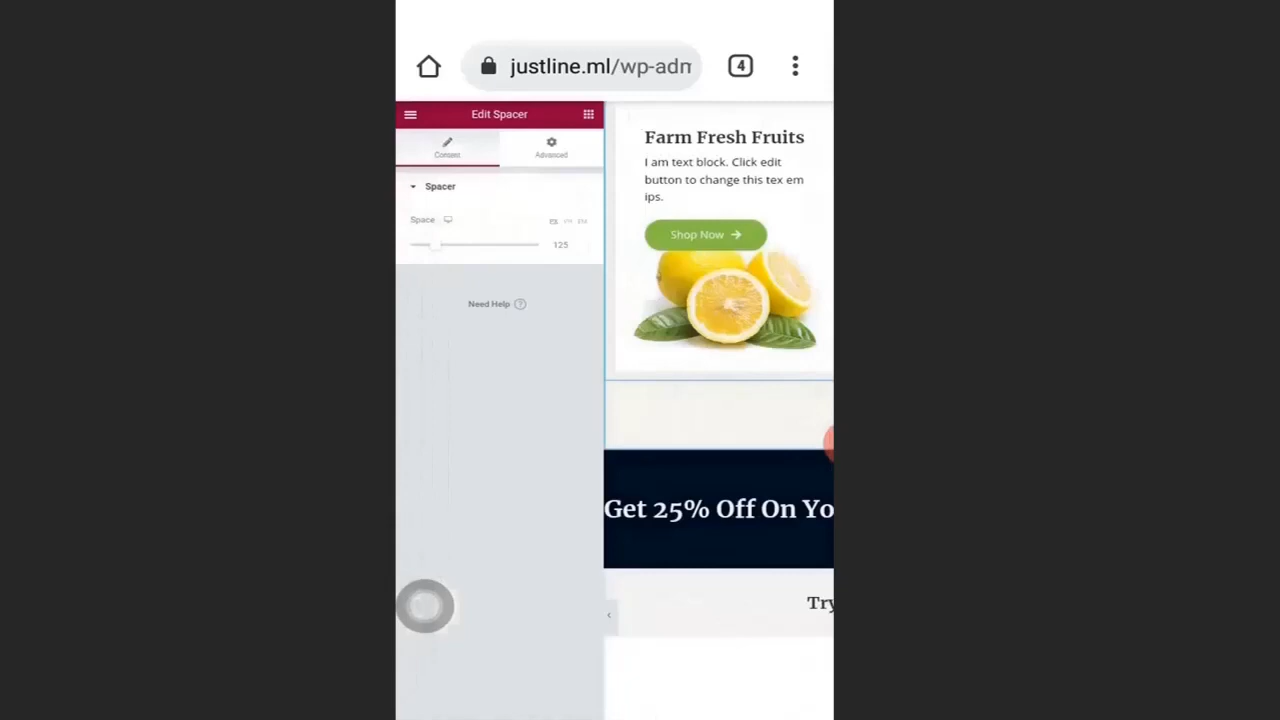 justline.ml/wp-adm
4
Edit Spacer
Content
Advanced
Spacer
Space
125
Need Help ?
Farm Fresh Fruits
I am text block. Click edit
button to change this tex em
ips.
Shop Now
Get 25% Off On Yo
Try